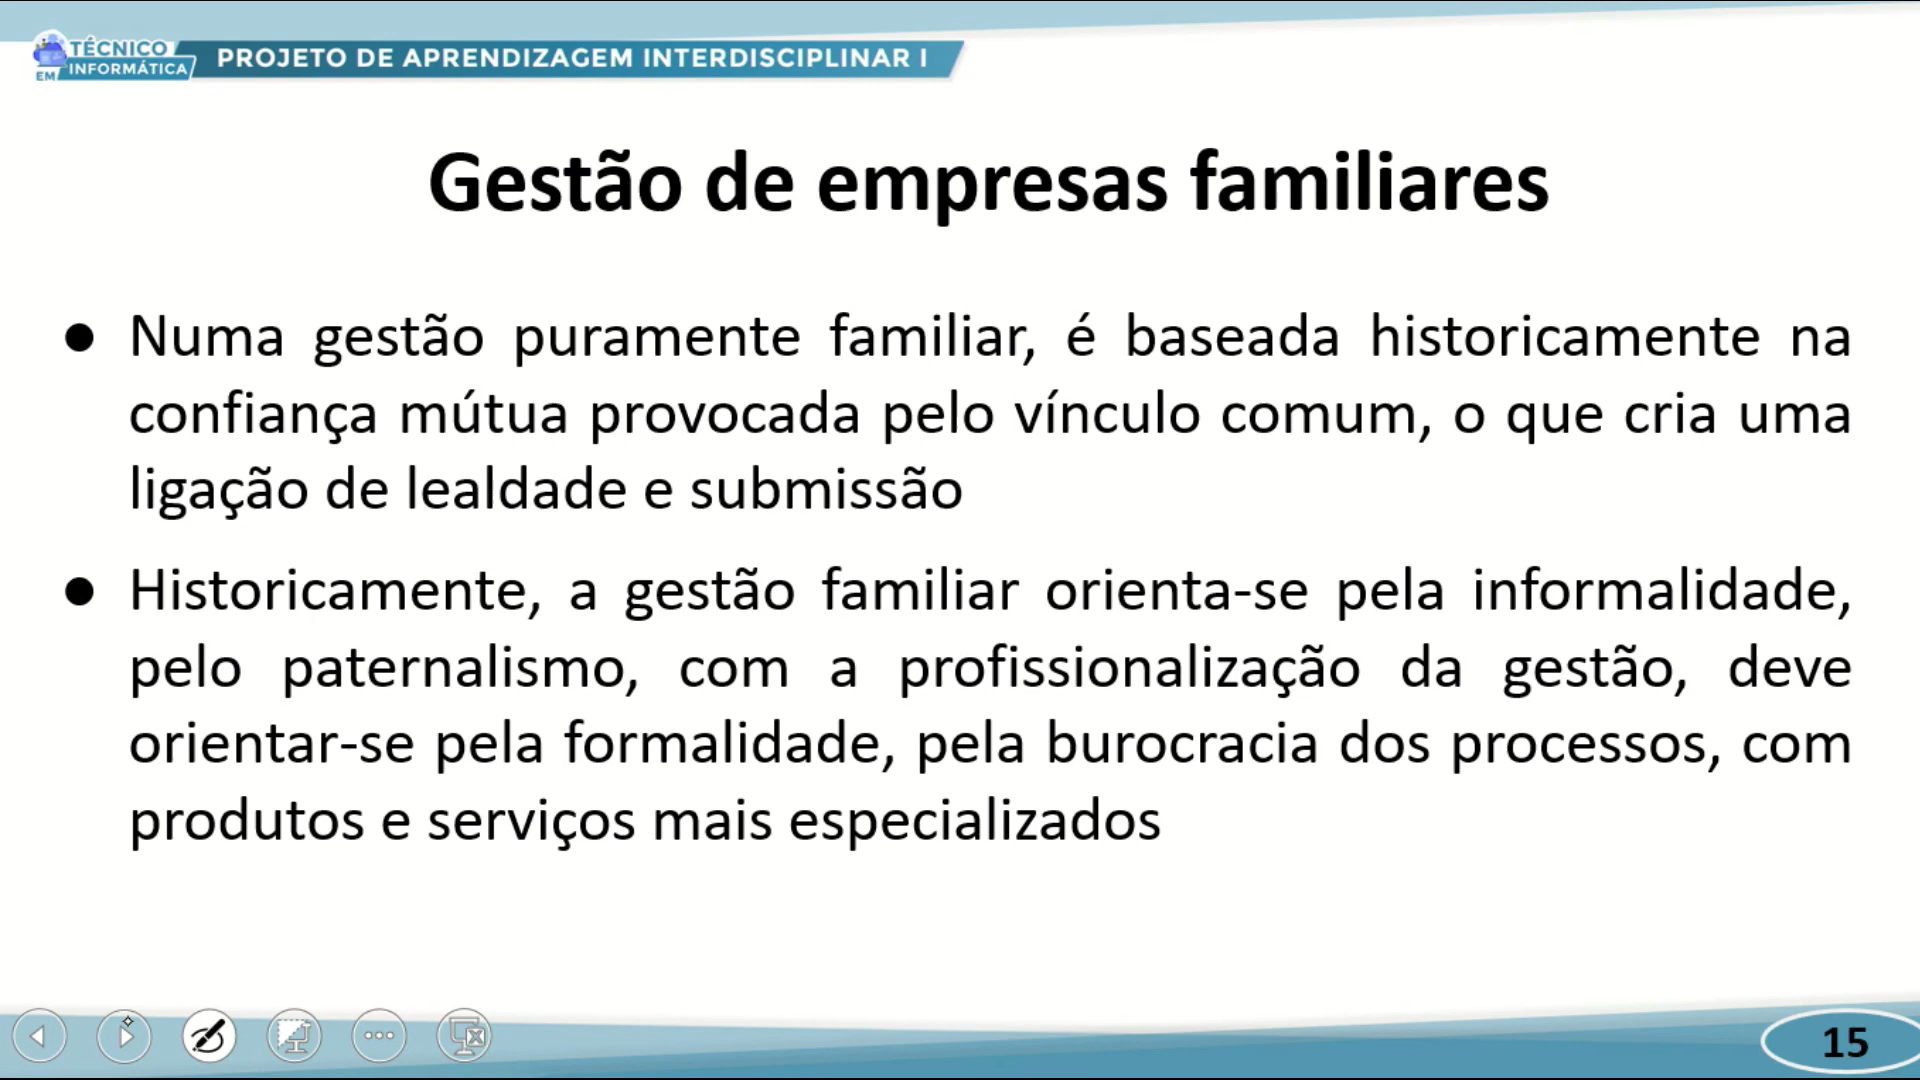 TÉCNICO
EM INFORMÁTICA
PROJETO DE APRENDIZAGEM INTERDISCIPLINAR I
Gestão de empresas familiares
● Numa gestão puramente familiar, é baseada historicamente na
confiança mútua provocada pelo vínculo comum, o que cria uma
ligação de lealdade e submissão
● Historicamente, a gestão familiar orienta-se pela informalidade,
pelo paternalismo, com a profissionalização da gestão, deve
orientar-se pela formalidade, pela burocracia dos processos, com
produtos e serviços mais especializados
15